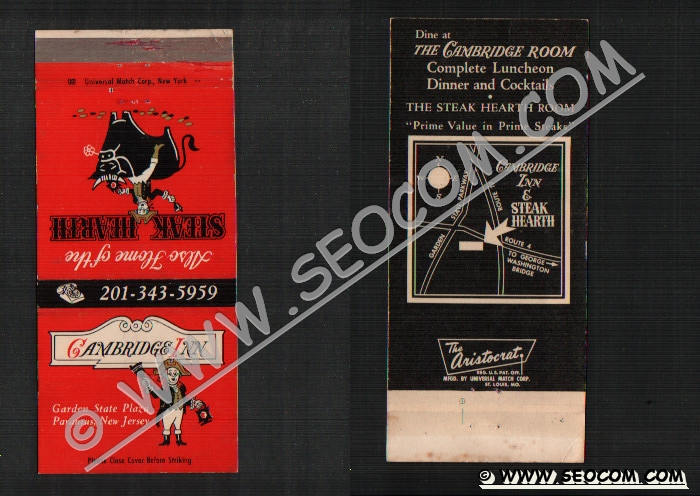 Universal Match Corp., New York
STEAK HEARTH
Also Home of the
201-343-5959
CAMBRIDGE INN
Garden State Plaza
Paramus, New Jersey
Please Close Cover Before Striking
Dine at
THE CAMBRIDGE ROOM
Complete Luncheon
Dinner and Cocktails
THE STEAK HEARTH ROOM
"Prime Value in Prime Steaks"
N
S
CAMBRIDGE
INN
&
STEAK
HEARTH
GARDEN STATE PARKWAY
ROUTE
ROUTE 4
TO GEORGE
WASHINGTON
BRIDGE
The
Aristocrat
REG. U.S. PAT. OFF.
MFGD. BY UNIVERSAL MATCH CORP.
ST. LOUIS, MO.
© WWW.SEOCOM.COM
© WWW.SEOCOM.COM